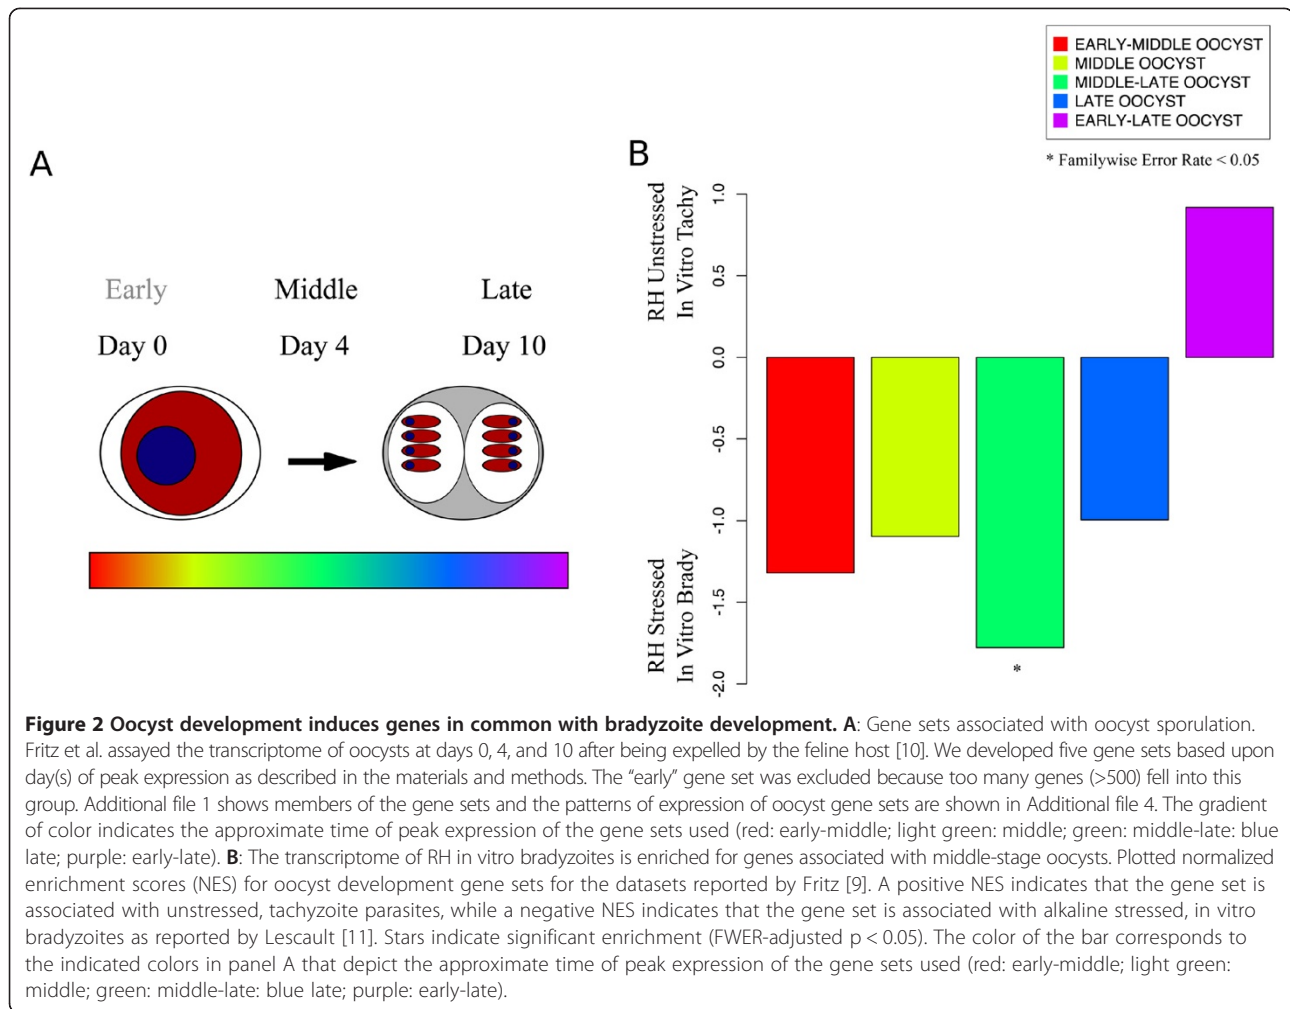 EARLY-MIDDLE OOCYST
MIDDLE OOCYST
MIDDLE-LATE OOCYST
LATE OOCYST
EARLY-LATE OOCYST
* Familywise Error Rate < 0.05
A
Early
Middle
Late
Day 0
Day 4
Day 10
B
RH Unstressed
In Vitro Tachy
RH Stressed
In Vitro Brady
1.0
0.5
0.0
-0.5
-1.0
-1.5
-2.0
*
Figure 2 Oocyst development induces genes in common with bradyzoite development. A: Gene sets associated with oocyst sporulation.
Fritz et al. assayed the transcriptome of oocysts at days 0, 4, and 10 after being expelled by the feline host [10]. We developed five gene sets based upon
day(s) of peak expression as described in the materials and methods. The “early” gene set was excluded because too many genes (>500) fell into this
group. Additional file 1 shows members of the gene sets and the patterns of expression of oocyst gene sets are shown in Additional file 4. The gradient
of color indicates the approximate time of peak expression of the gene sets used (red: early-middle; light green: middle; green: middle-late: blue
late; purple: early-late). B: The transcriptome of RH in vitro bradyzoites is enriched for genes associated with middle-stage oocysts. Plotted normalized
enrichment scores (NES) for oocyst development gene sets for the datasets reported by Fritz [9]. A positive NES indicates that the gene set is
associated with unstressed, tachyzoite parasites, while a negative NES indicates that the gene set is associated with alkaline stressed, in vitro
bradyzoites as reported by Lescault [11]. Stars indicate significant enrichment (FWER-adjusted p < 0.05). The color of the bar corresponds to
the indicated colors in panel A that depict the approximate time of peak expression of the gene sets used (red: early-middle; light green:
middle; green: middle-late: blue late; purple: early-late).